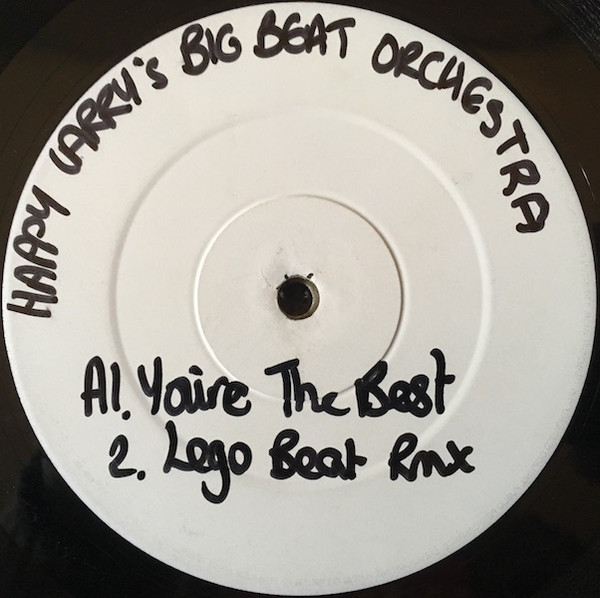 HAPPY LARRY'S BIG BEAT ORCHESTRA
A1. You're The Best
2. Lego Beat Rmx